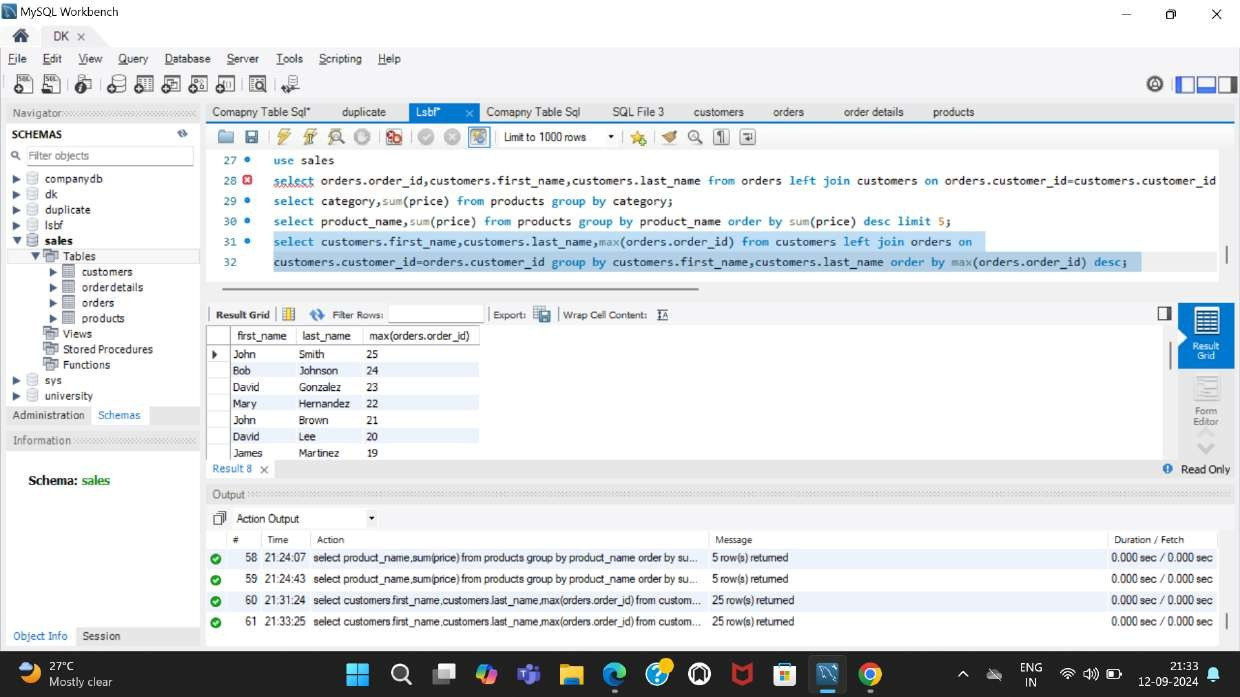 MySQL Workbench
DK
File Edit View Query Database Server Tools Scripting Help
Navigator
SCHEMAS
Filter objects
companydb
dk
duplicate
lsbf
sales
Tables
customers
orderdetails
orders
products
Views
Stored Procedures
Functions
sys
university
Administration Schemas
Information
Schema: sales
Object Info Session
Comapny Table Sql* duplicate Lsbf* Comapny Table Sql SQL File 3 customers orders order details products
Limit to 1000 rows
27 use sales
28 select orders.order_id,customers.first_name,customers.last_name from orders left join customers on orders.customer_id=customers.customer_id
29 select category,sum(price) from products group by category;
30 select product_name,sum(price) from products group by product_name order by sum(price) desc limit 5;
31 select customers.first_name,customers.last_name,max(orders.order_id) from customers left join orders on
32 customers.customer_id=orders.customer_id group by customers.first_name,customers.last_name order by max(orders.order_id) desc;
Result Grid Filter Rows: Export: Wrap Cell Content:
first_name last_name max(orders.order_id)
John Smith 25
Bob Johnson 24
David Gonzalez 23
Mary Hernandez 22
John Brown 21
David Lee 20
James Martinez 19
Result Grid
Form Editor
Result 8
Read Only
Output
Action Output
# Time Action Message Duration / Fetch
58 21:24:07 select product_name,sum(price) from products group by product_name order by su... 5 row(s) returned 0.000 sec / 0.000 sec
59 21:24:43 select product_name,sum(price) from products group by product_name order by su... 5 row(s) returned 0.000 sec / 0.000 sec
60 21:31:24 select customers.first_name,customers.last_name,max(orders.order_id) from custom... 25 row(s) returned 0.000 sec / 0.000 sec
61 21:33:25 select customers.first_name,customers.last_name,max(orders.order_id) from custom... 25 row(s) returned 0.000 sec / 0.000 sec
27°C
Mostly clear
ENG
IN
21:33
12-09-2024